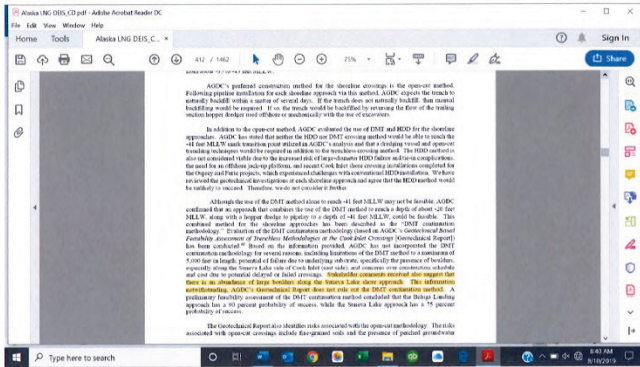 Alaska LNG DEIS_CD.pdf - Adobe Acrobat Reader DC
File Edit View Window Help
Home Tools Alaska LNG DEIS_C... × Sign In
412 / 1462 75% Share
AGDC's preferred construction method for the shoreline crossings is the open-cut method.
Following pipeline installation for each shoreline approach via this method, AGDC expects the trench to
naturally backfill within a matter of several days. If the trench does not naturally backfill, then manual
backfilling would be required. If so, the trench would be backfilled by reversing the flow of the trailing
suction hopper dredger used offshore or mechanically with the use of excavators.
In addition to the open-cut method, AGDC evaluated the use of DMT and HDD for the shoreline
approaches. AGDC has stated that neither the HDD nor DMT crossing method would be able to reach the
-41 feet MLLW mark transition point utilized in AGDC's analysis and that a dredging vessel and open-cut
trenching techniques would be required in addition to the trenchless crossing method. The HDD method is
also not considered viable due to the increased risk of large-diameter HDD failure and tie-in complications,
the need for an offshore jack-up platform, and recent Cook Inlet shore crossing installations completed for
the Osprey and Furie projects, which experienced challenges with conventional HDD installation. We have
reviewed the geotechnical investigations at each shoreline approach and agree that the HDD method would
be unlikely to succeed. Therefore, we do not consider it further.
Although the use of the DMT method alone to reach -41 feet MLLW may not be feasible, AGDC
confirmed that an approach that combines the use of the DMT method to reach a depth of about -20 feet
MLLW, along with a hopper dredge to pipelay to a depth of -41 feet MLLW, could be feasible. This
combined method for the shoreline approaches has been described as the "DMT continuation
methodology." Evaluation of the DMT continuation methodology (based on AGDC's Geotechnical Based
Feasibility Assessment of Trenchless Methodologies at the Cook Inlet Crossings [Geotechnical Report])
has been conducted. Based on the information provided, AGDC has not incorporated the DMT
continuation methodology for several reasons, including limitations of the DMT method to a maximum of
5,000 feet in length, potential of failure due to underlying substrate, specifically the presence of boulders,
especially along the Suneva Lake side of Cook Inlet (east side) and concerns over construction schedule
and cost due to potential delayed or failed crossings. Stakeholder comments received also suggest that
there is an abundance of large boulders along the Suneva Lake shore approach. This information
notwithstanding, AGDC's Geotechnical Report does not rule out the DMT continuation method. A
preliminary feasibility assessment of the DMT continuation method concluded that the Beluga Landing
approach has a 90 percent probability of success, while the Suneva Lake approach has a 75 percent
probability of success.
The Geotechnical Report also identifies risks associated with the open-cut methodology. The risks
associated with open-cut crossings include fine-grained soils and the presence of perched groundwater
Type here to search
8:40 AM
9/18/2019